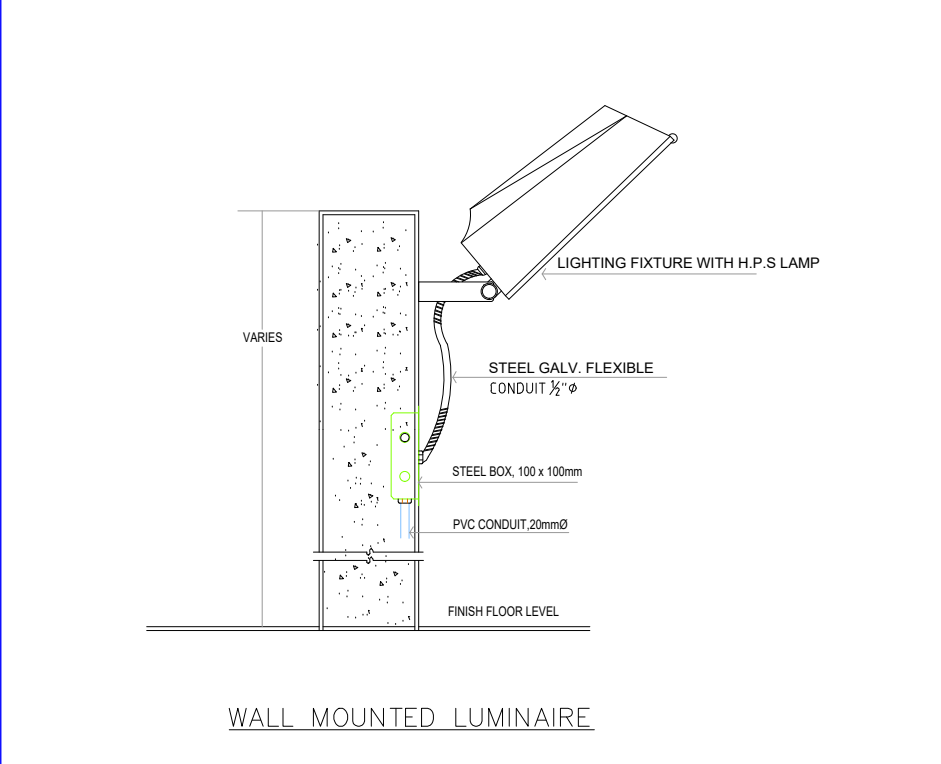 LIGHTING FIXTURE WITH H.P.S LAMP
VARIES
STEEL GALV. FLEXIBLE
CONDUIT ½"φ
STEEL BOX, 100 x 100mm
PVC CONDUIT,20mmØ
FINISH FLOOR LEVEL
WALL MOUNTED LUMINAIRE